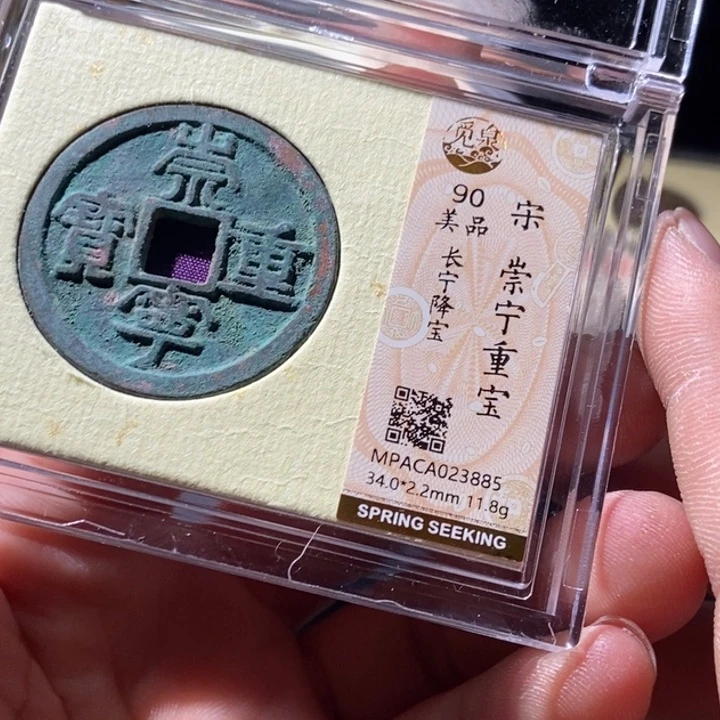 崇
重
寧
寶
觅泉
宋 崇宁重宝
90
美品
长宁降宝
MPACA023885
34.0*2.2mm 11.8g
SPRING SEEKING